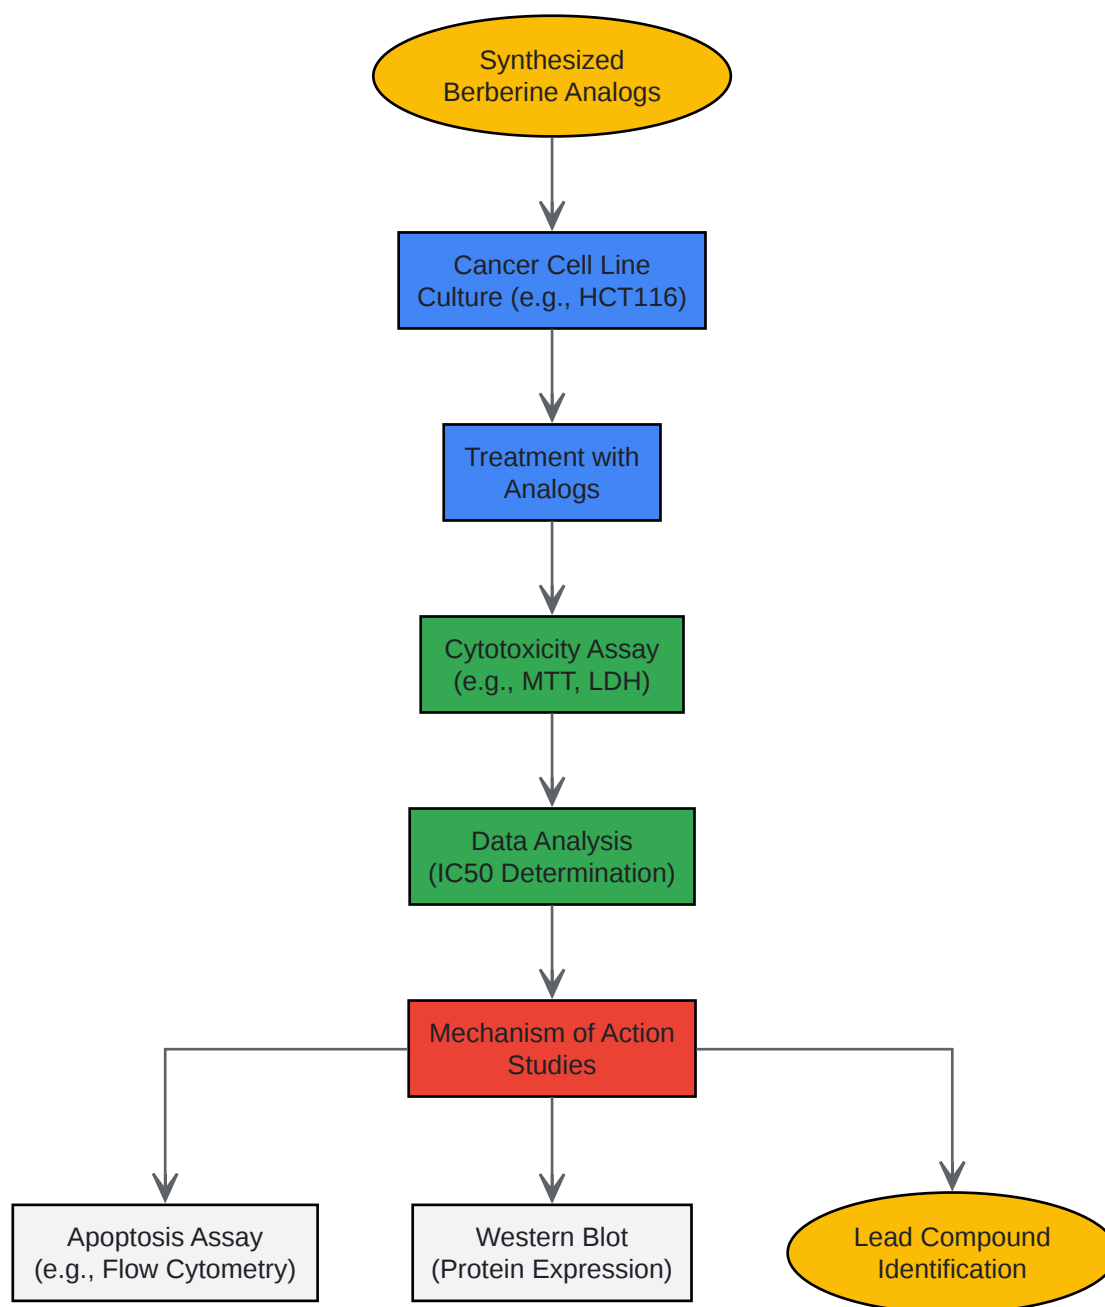 Synthesized
Berberine Analogs
Cancer Cell Line
Culture (e.g., HCT116)
Treatment with
Analogs
Cytotoxicity Assay
(e.g., MTT, LDH)
Data Analysis
(IC50 Determination)
Mechanism of Action
Studies
Apoptosis Assay
(e.g., Flow Cytometry)
Western Blot
(Protein Expression)
Lead Compound
Identification